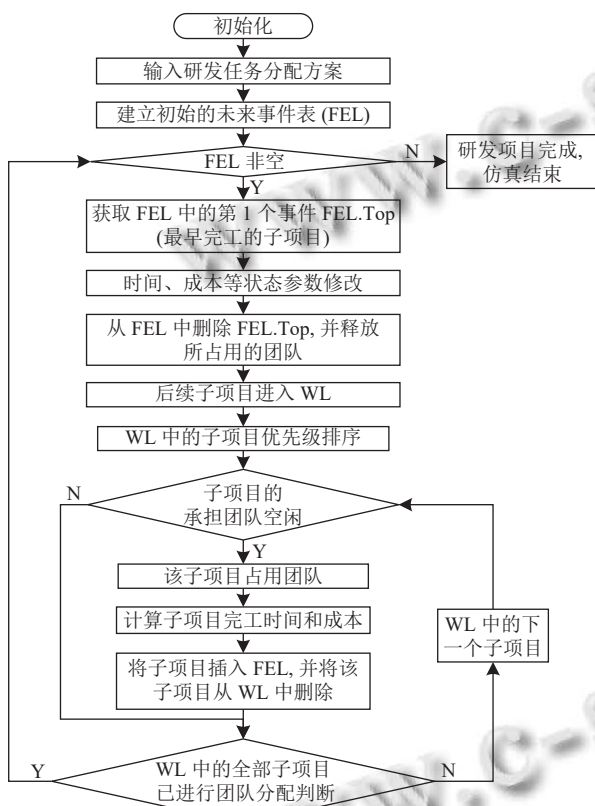 初始化
输入研发任务分配方案
建立初始的未来事件表 (FEL)
FEL 非空
N
研发项目完成,
仿真结束
Y
获取 FEL 中的第 1 个事件 FEL.Top
(最早完工的子项目)
时间、成本等状态参数修改
从 FEL 中删除 FEL.Top, 并释放
所占用的团队
后续子项目进入 WL
WL 中的子项目优先级排序
N
子项目的
承担团队空闲
Y
该子项目占用团队
计算子项目完工时间和成本
WL 中的下
一个子项目
将子项目插入 FEL, 并将该
子项目从 WL 中删除
Y
WL 中的全部子项目
已进行团队分配判断
N
www.c-s
c-s